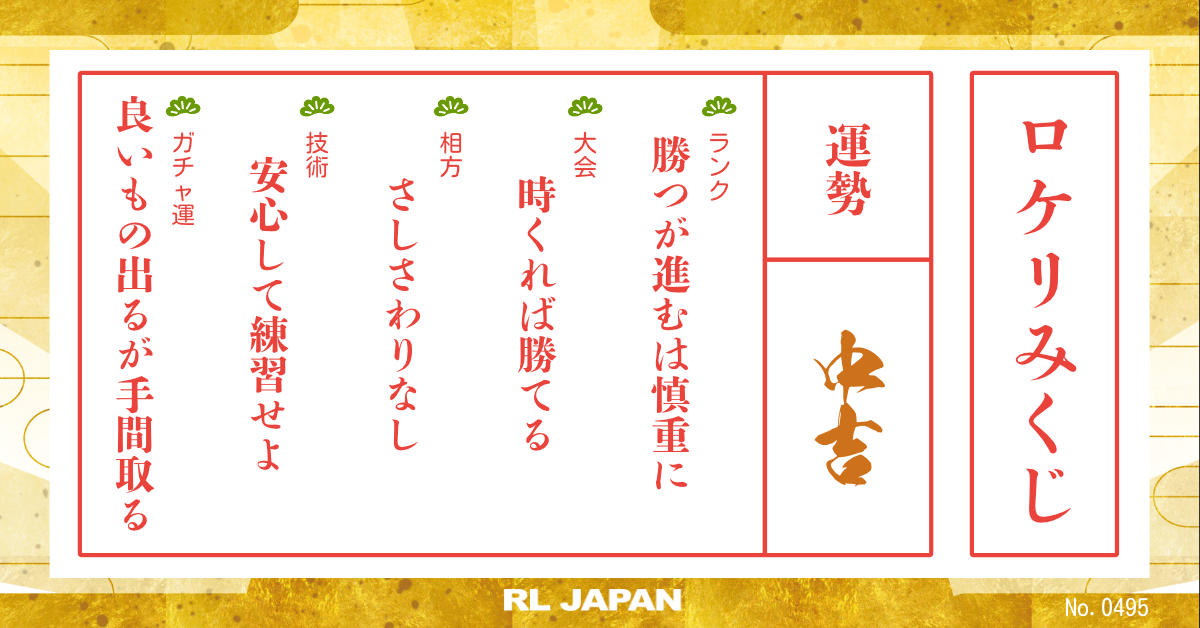 ロケリみくじ
運勢
中吉
ランク
勝つが進むは慎重に
大会
時くれば勝てる
相方
さしさわりなし
技術
安心して練習せよ
ガチャ運
良いもの出るが手間取る
RL JAPAN
No. 0495